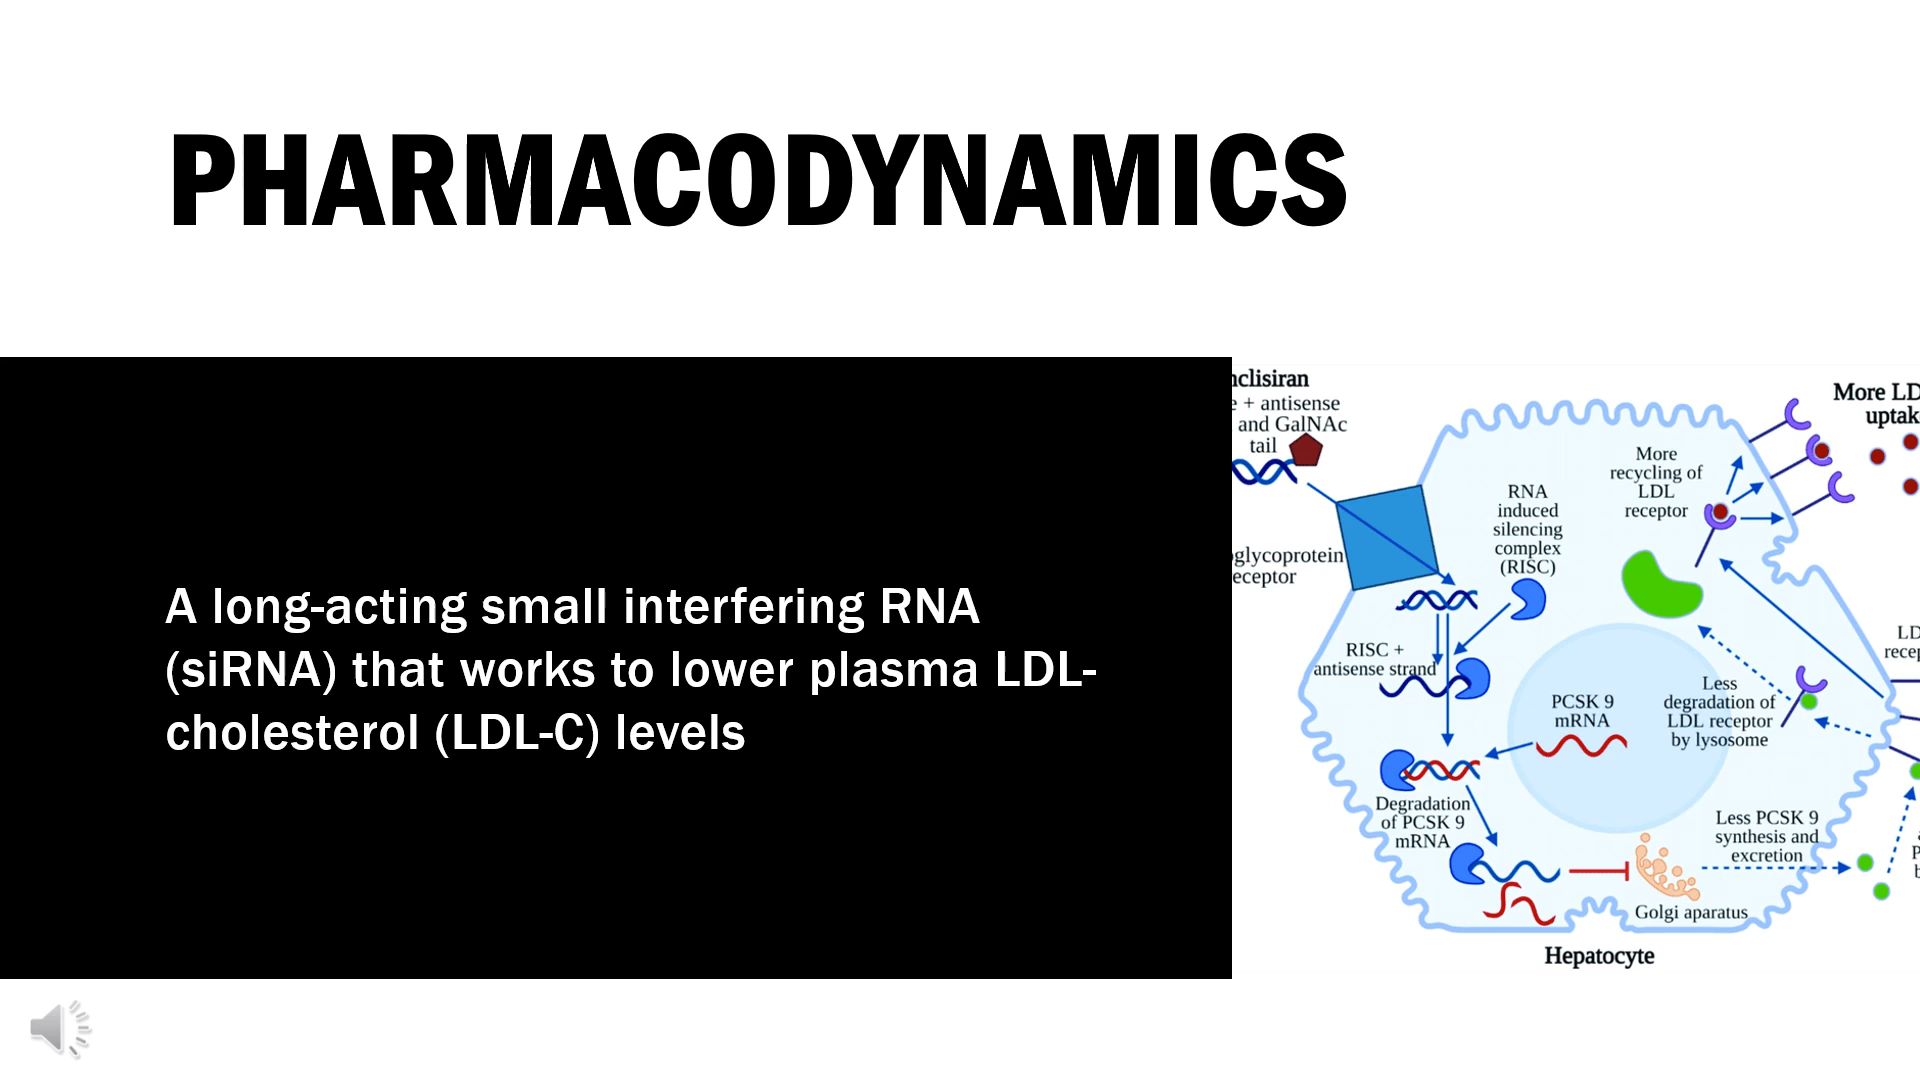 PHARMACODYNAMICS
A long-acting small interfering RNA
(siRNA) that works to lower plasma LDL-
cholesterol (LDL-C) levels
nclisiran
e + antisense
and GalNAc
tail
oglycoprotein
eceptor
RNA
induced
silencing
complex
(RISC)
More
recycling of
LDL
receptor
More LD
uptak
RISC +
antisense strand
PCSK 9
mRNA
Less
degradation of
LDL receptor
by lysosome
LD
recep
Degradation
of PCSK 9
mRNA
Less PCSK 9
synthesis and
excretion
P
b
Golgi aparatus
Hepatocyte